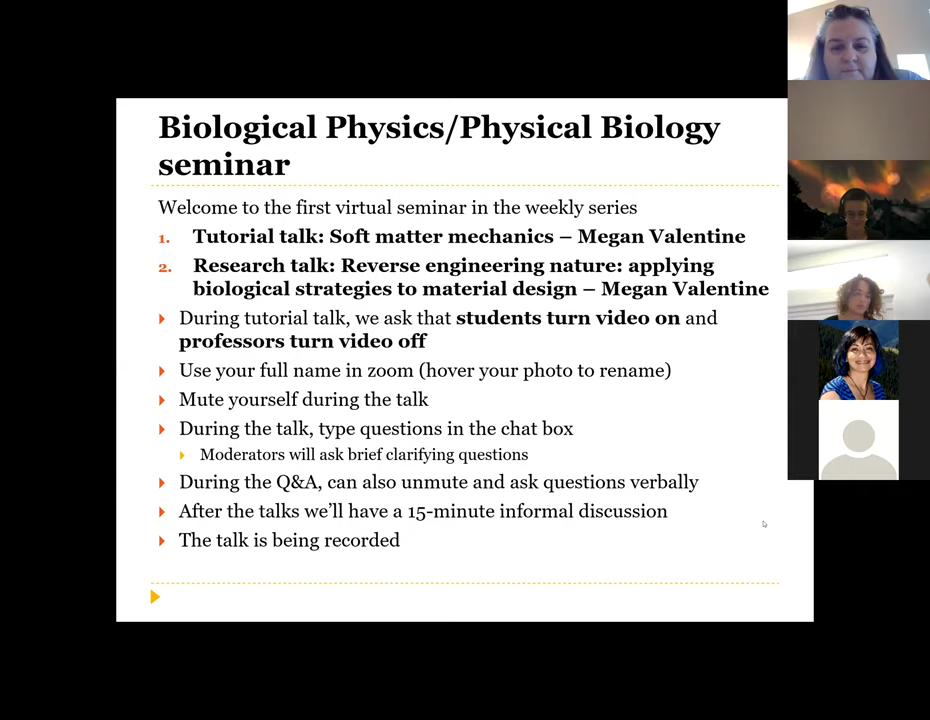 Biological Physics/Physical Biology
seminar
Welcome to the first virtual seminar in the weekly series
1. Tutorial talk: Soft matter mechanics – Megan Valentine
2. Research talk: Reverse engineering nature: applying
biological strategies to material design – Megan Valentine
During tutorial talk, we ask that students turn video on and
professors turn video off
Use your full name in zoom (hover your photo to rename)
Mute yourself during the talk
During the talk, type questions in the chat box
Moderators will ask brief clarifying questions
During the Q&A, can also unmute and ask questions verbally
After the talks we’ll have a 15-minute informal discussion
The talk is being recorded